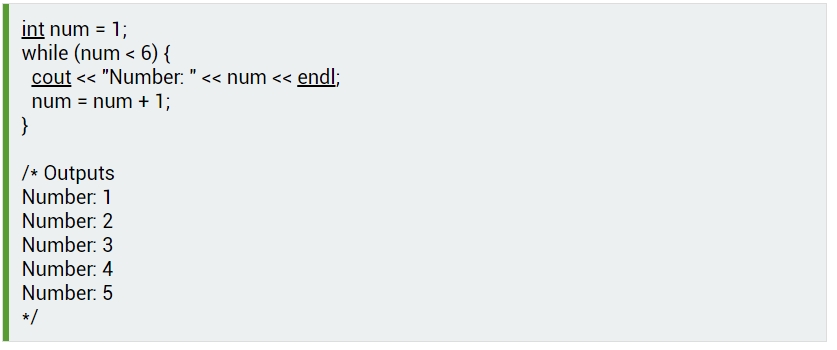 int num = 1;
while (num < 6) {
cout << "Number: " << num << endl;
num = num + 1;
}
/* Outputs
Number: 1
Number: 2
Number: 3
Number: 4
Number: 5
*/